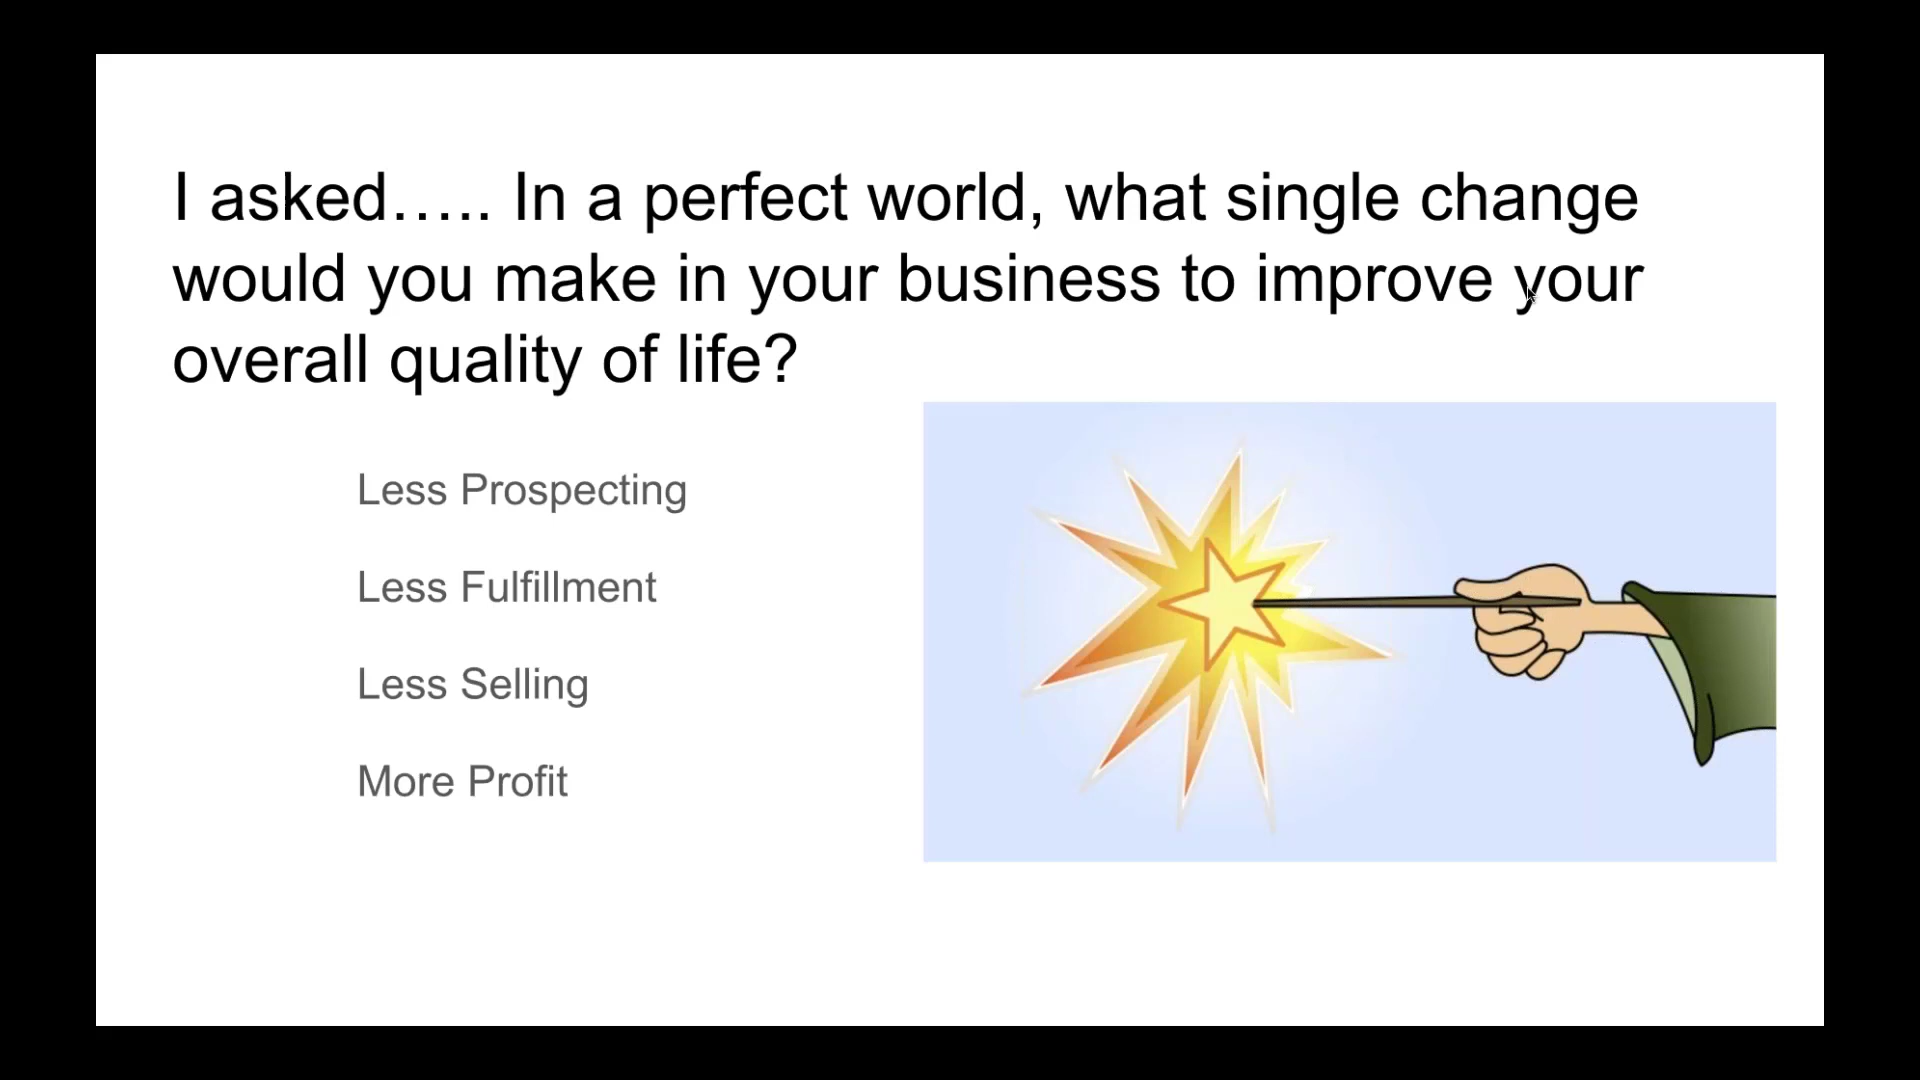 I asked….. In a perfect world, what single change
would you make in your business to improve your
overall quality of life?
Less Prospecting
Less Fulfillment
Less Selling
More Profit